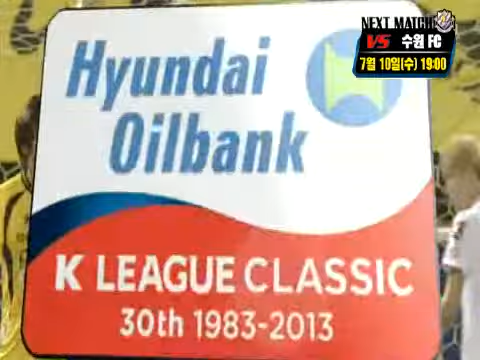 NEXT MATCH
VS 수원 FC
7월 10일(수) 19:00
Hyundai
Oilbank
K LEAGUE CLASSIC
30th 1983-2013